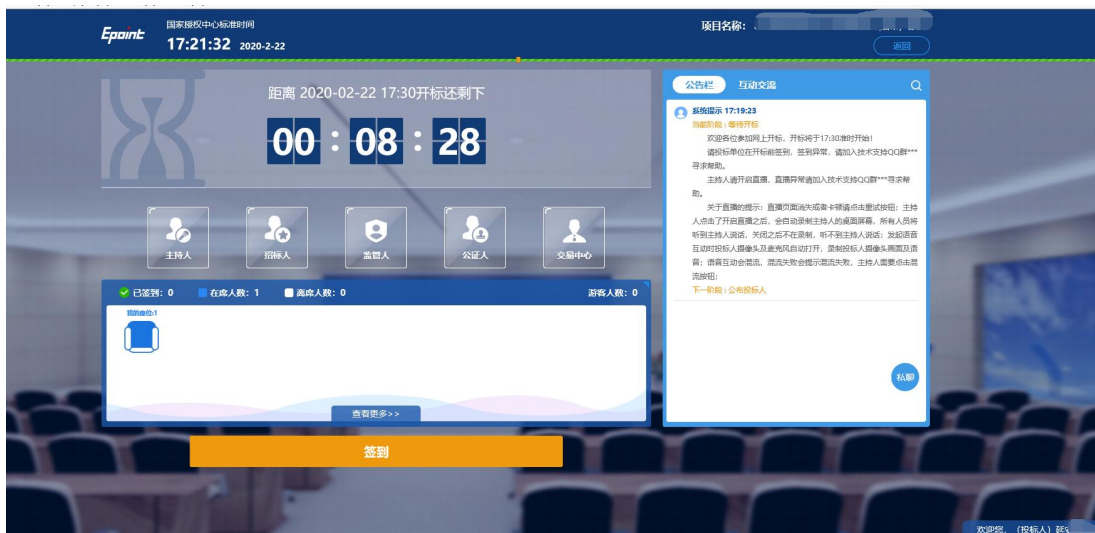 Epoint
国家授权中心标准时间
17:21:32 2020-2-22
项目名称:
返回
距离 2020-02-22 17:30开标还剩下
00 : 08 : 28
主持人
招标人
监管人
公证人
交易中心
已签到: 0 在席人数: 1 离席人数: 0 游客人数: 0
我的座位:1
查看更多>>
签到
公告栏 互动交流
系统提示 17:19:23
当前阶段 : 等待开标
欢迎各位参加网上开标，开标将于17:30准时开始!
请投标单位在开标前签到，签到异常，请加入技术支持QQ群***
寻求帮助。
主持人请开启直播，直播异常请加入技术支持QQ群***寻求帮
助。
关于直播的提示: 直播页面消失或者卡顿请点击重试按钮; 主持
人点击了开启直播之后，会自动录制主持人的桌面屏幕，所有人员将
听到主持人说话，关闭之后不在录制，听不到主持人说话; 发起语音
互动时投标人摄像头及麦克风自动打开，录制投标人摄像头画面及语
音; 语音互动会混流，混流失败会提示混流失败，主持人需要点击混
流按钮;
下一阶段 : 公布投标人
私聊
欢迎您,（投标人）